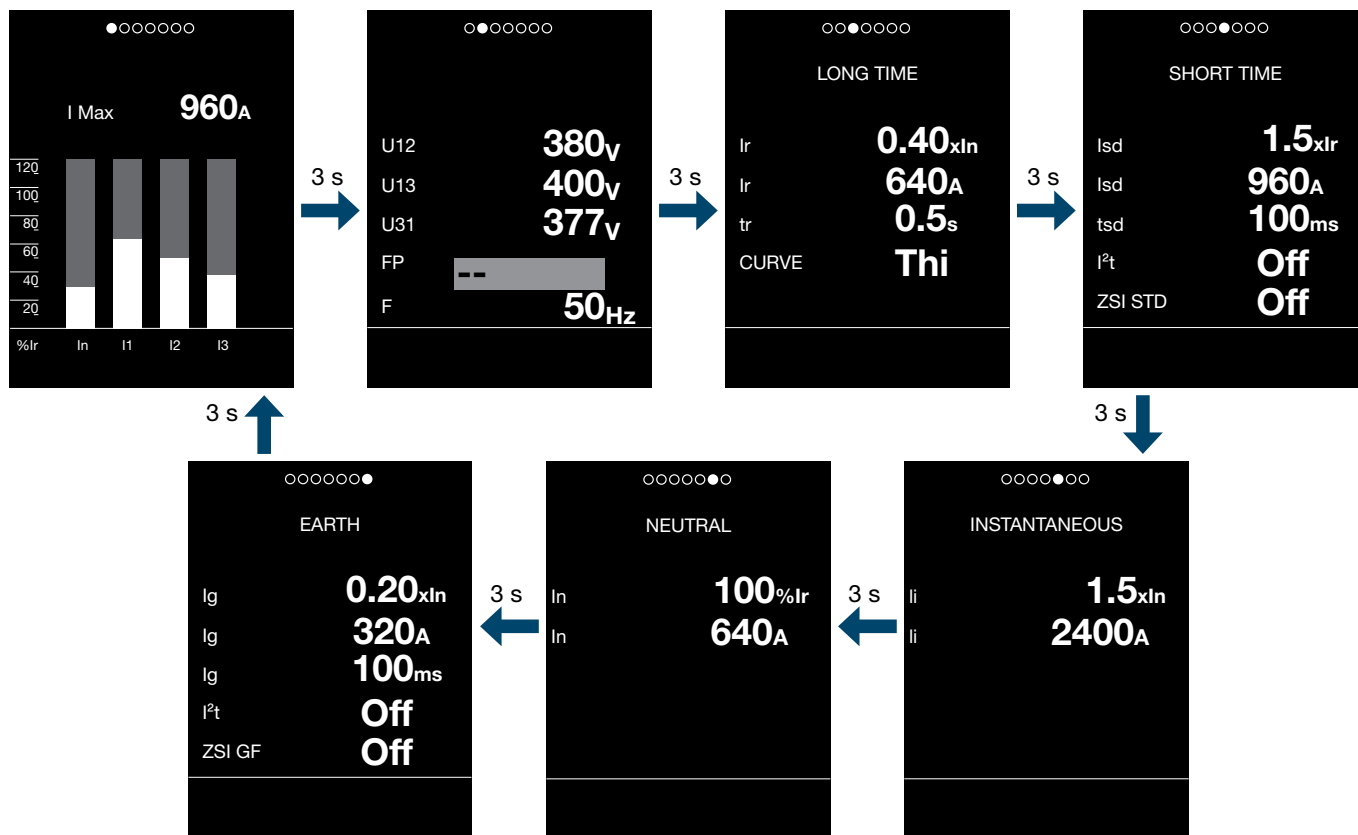 I Max 960A
120
100
80
60
40
20
%Ir In I1 I2 I3
3 s
U12 380V
U13 400V
U31 377V
FP --
F 50Hz
3 s
LONG TIME
Ir 0.40xIn
Ir 640A
tr 0.5s
CURVE Thi
3 s
SHORT TIME
Isd 1.5xIr
Isd 960A
tsd 100ms
I²t Off
ZSI STD Off
3 s
INSTANTANEOUS
Ii 1.5xIn
Ii 2400A
3 s
NEUTRAL
In 100%Ir
In 640A
3 s
EARTH
Ig 0.20xIn
Ig 320A
Ig 100ms
I²t Off
ZSI GF Off
3 s